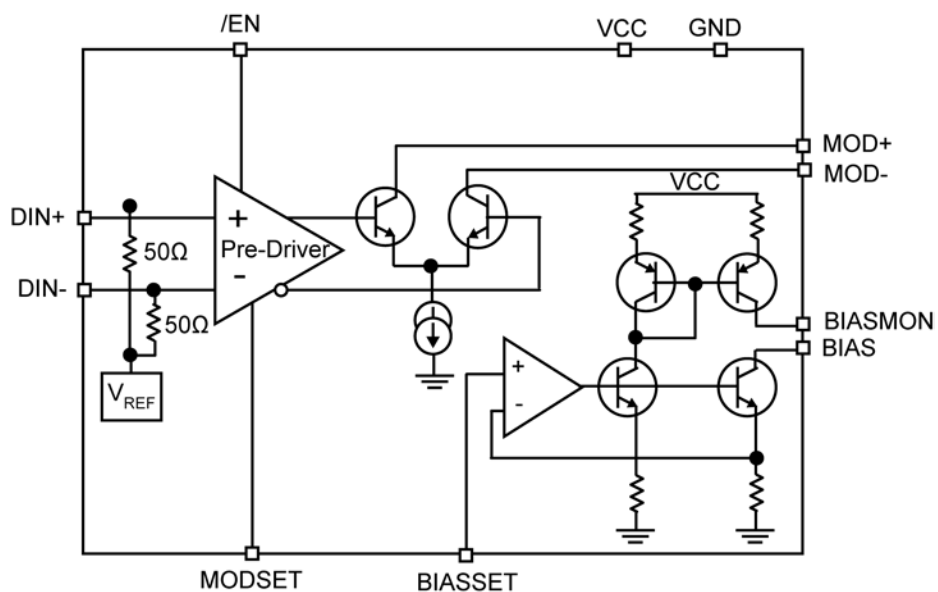 /EN
VCC
GND
MOD+
MOD-
VCC
DIN+
+
50Ω
Pre-Driver
DIN-
-
50Ω
BIASMON
BIAS
+
-
VREF
MODSET
BIASSET